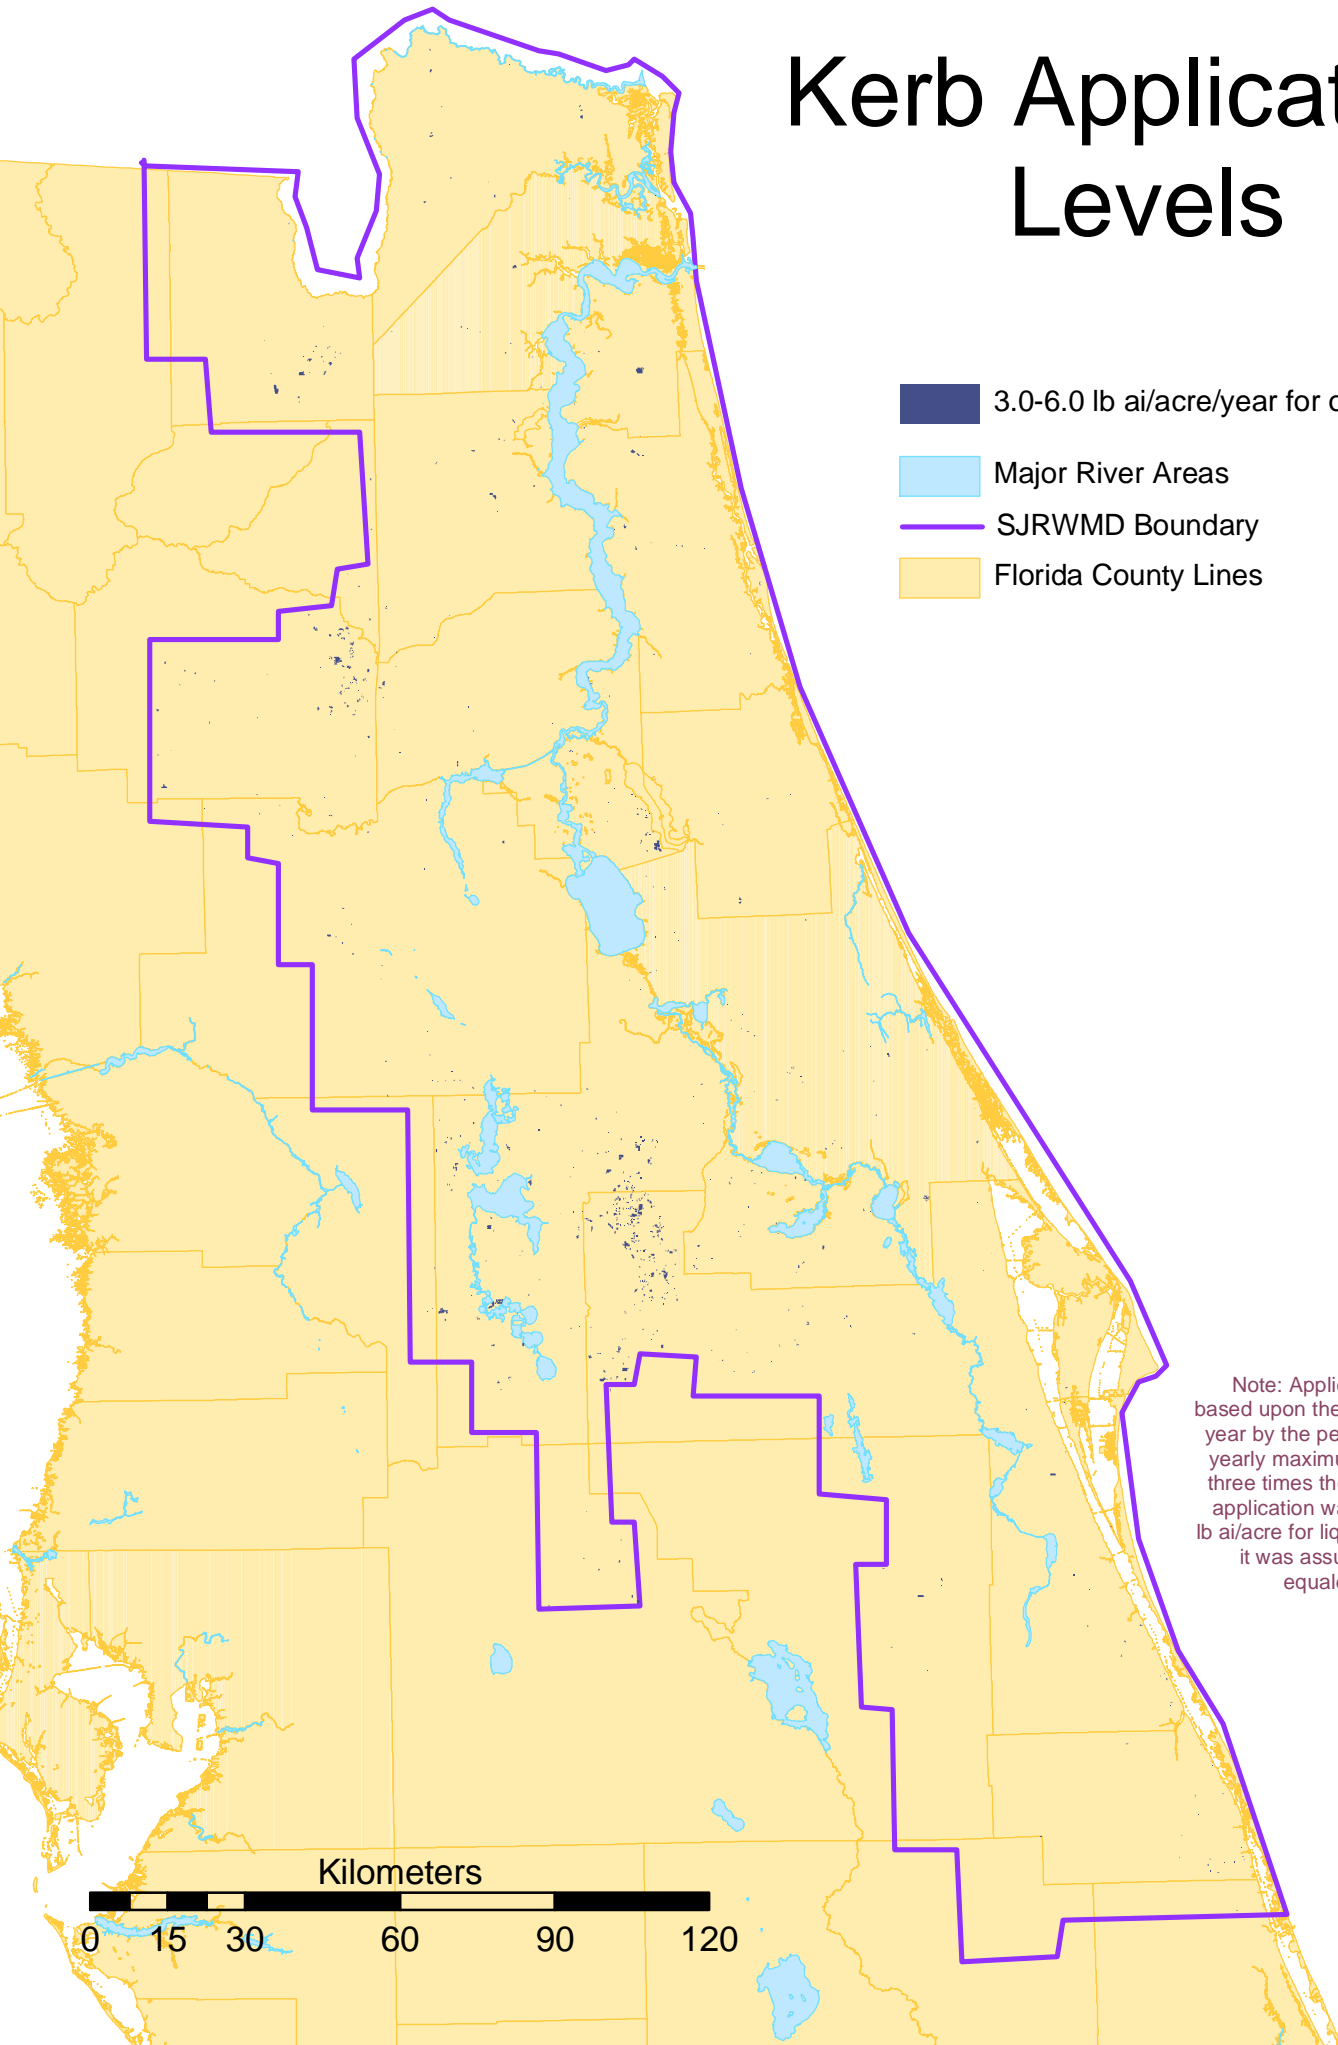 Kerb Applicat
Levels
3.0-6.0 lb ai/acre/year for
Major River Areas
SJRWMD Boundary
Florida County Lines
Note: Appli
based upon the
year by the pe
yearly maximu
three times the
application wa
lb ai/acre for liq
it was assu
equale
Kilometers
0 15 30 60 90 120